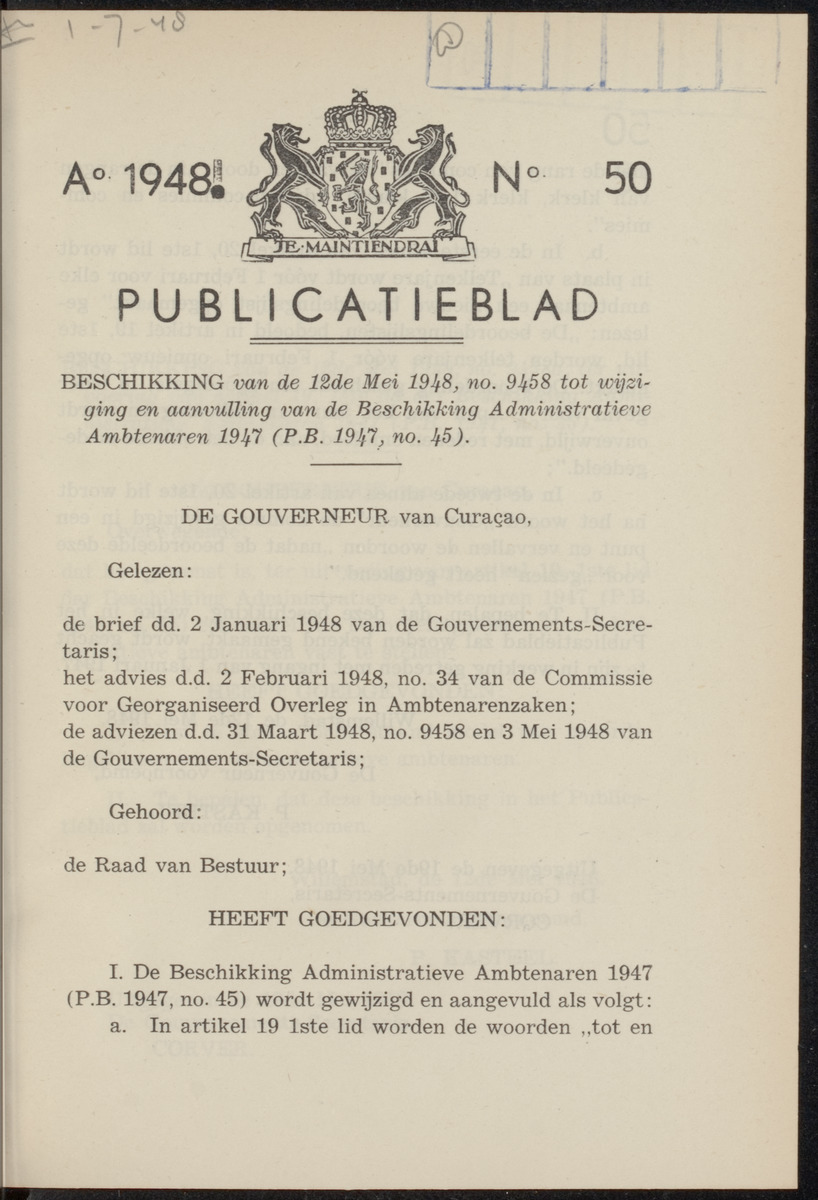 1-7-48
Aº. 1948. Nº. 50
JE·MAINTIENDRAI
PUBLICATIEBLAD
BESCHIKKING van de 12de Mei 1948, no. 9458 tot wijzi-
ging en aanvulling van de Beschikking Administratieve
Ambtenaren 1947 (P.B. 1947, no. 45).
DE GOUVERNEUR van Curaçao,
Gelezen:
de brief dd. 2 Januari 1948 van de Gouvernements-Secre-
taris;
het advies d.d. 2 Februari 1948, no. 34 van de Commissie
voor Georganiseerd Overleg in Ambtenarenzaken;
de adviezen d.d. 31 Maart 1948, no. 9458 en 3 Mei 1948 van
de Gouvernements-Secretaris;
Gehoord:
de Raad van Bestuur;
HEEFT GOEDGEVONDEN:
I. De Beschikking Administratieve Ambtenaren 1947
(P.B. 1947, no. 45) wordt gewijzigd en aangevuld als volgt:
a. In artikel 19 1ste lid worden de woorden „tot en